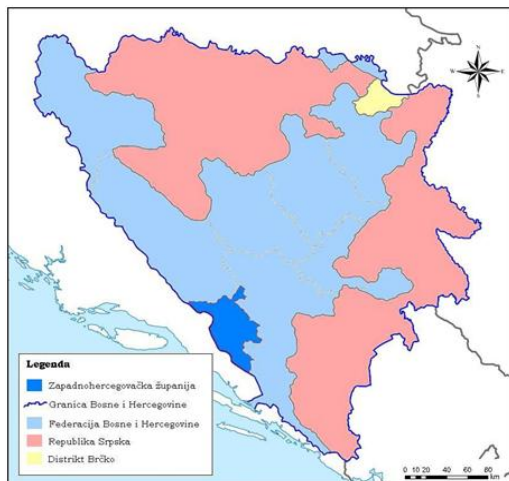 N
W E
S
Legenda
Zapadnohercegovačka županija
Granica Bosne i Hercegovine
Federacija Bosne i Hercegovine
Republika Srpska
Distrikt Brčko
0 10 20 40 60 80
km